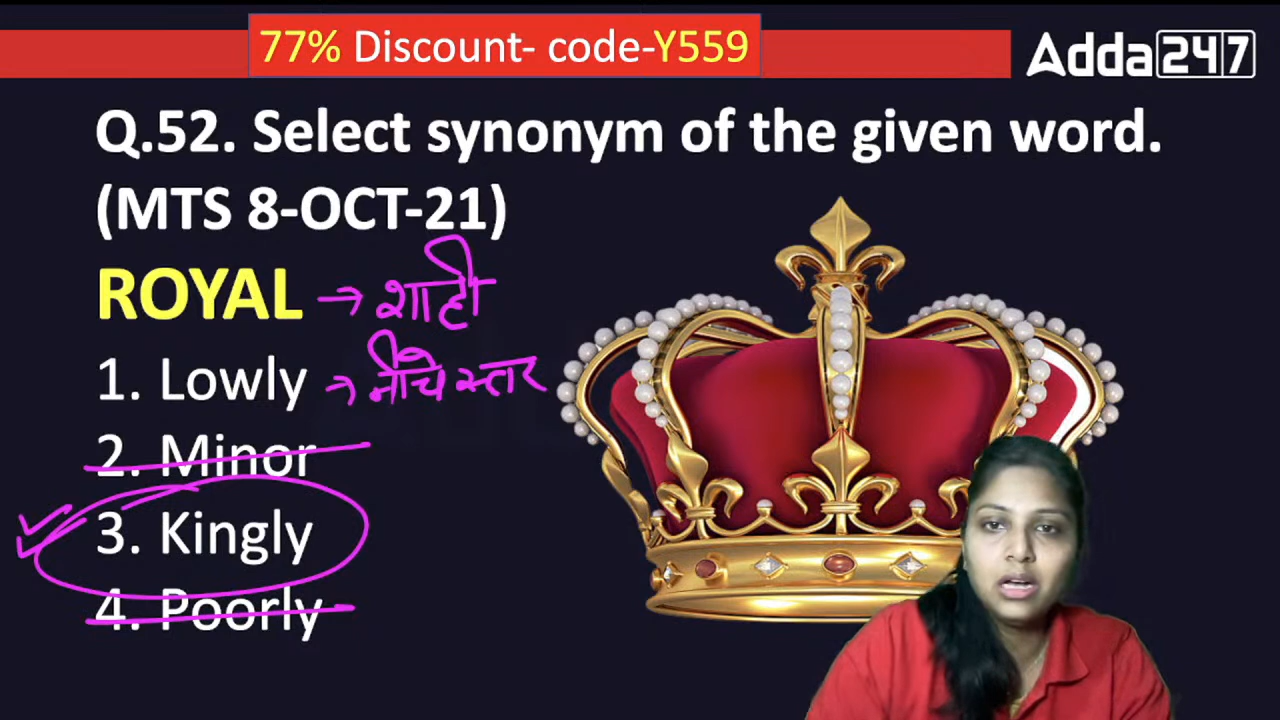 77% Discount- code-Y559
Adda247
Q.52. Select synonym of the given word.
(MTS 8-OCT-21)
ROYAL → शाही
1. Lowly → नीचे स्तर
2. Minor
3. Kingly
4. Poorly